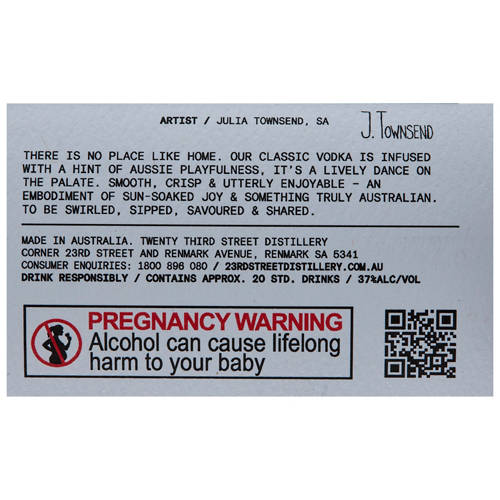 ARTIST / JULIA TOWNSEND, SA
J. TOWNSEND
THERE IS NO PLACE LIKE HOME. OUR CLASSIC VODKA IS INFUSED
WITH A HINT OF AUSSIE PLAYFULNESS, IT'S A LIVELY DANCE ON
THE PALATE. SMOOTH, CRISP & UTTERLY ENJOYABLE – AN
EMBODIMENT OF SUN-SOAKED JOY & SOMETHING TRULY AUSTRALIAN.
TO BE SWIRLED, SIPPED, SAVOURED & SHARED.
MADE IN AUSTRALIA. TWENTY THIRD STREET DISTILLERY
CORNER 23RD STREET AND RENMARK AVENUE, RENMARK SA 5341
CONSUMER ENQUIRIES: 1800 896 080 / 23RDSTREETDISTILLERY.COM.AU
DRINK RESPONSIBLY / CONTAINS APPROX. 20 STD. DRINKS / 37%ALC/VOL
PREGNANCY WARNING
Alcohol can cause lifelong
harm to your baby